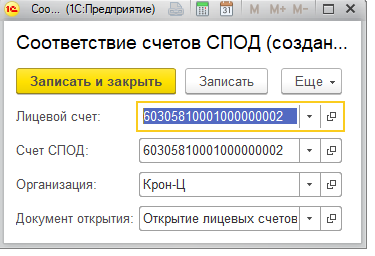 Соо... (1С:Предприятие) M M+ M-
Соответствие счетов СПОД (создан...
Записать и закрыть Записать Еще
Лицевой счет: 60305810001000000002
Счет СПОД: 60305810001000000002
Организация: Крон-Ц
Документ открытия: Открытие лицевых счетов